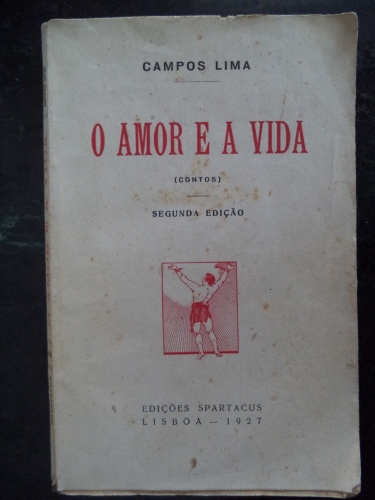 CAMPOS LIMA
O AMOR E A VIDA
(CONTOS)
SEGUNDA EDIÇÃO
EDIÇÕES SPARTACUS
LISBOA — 1927